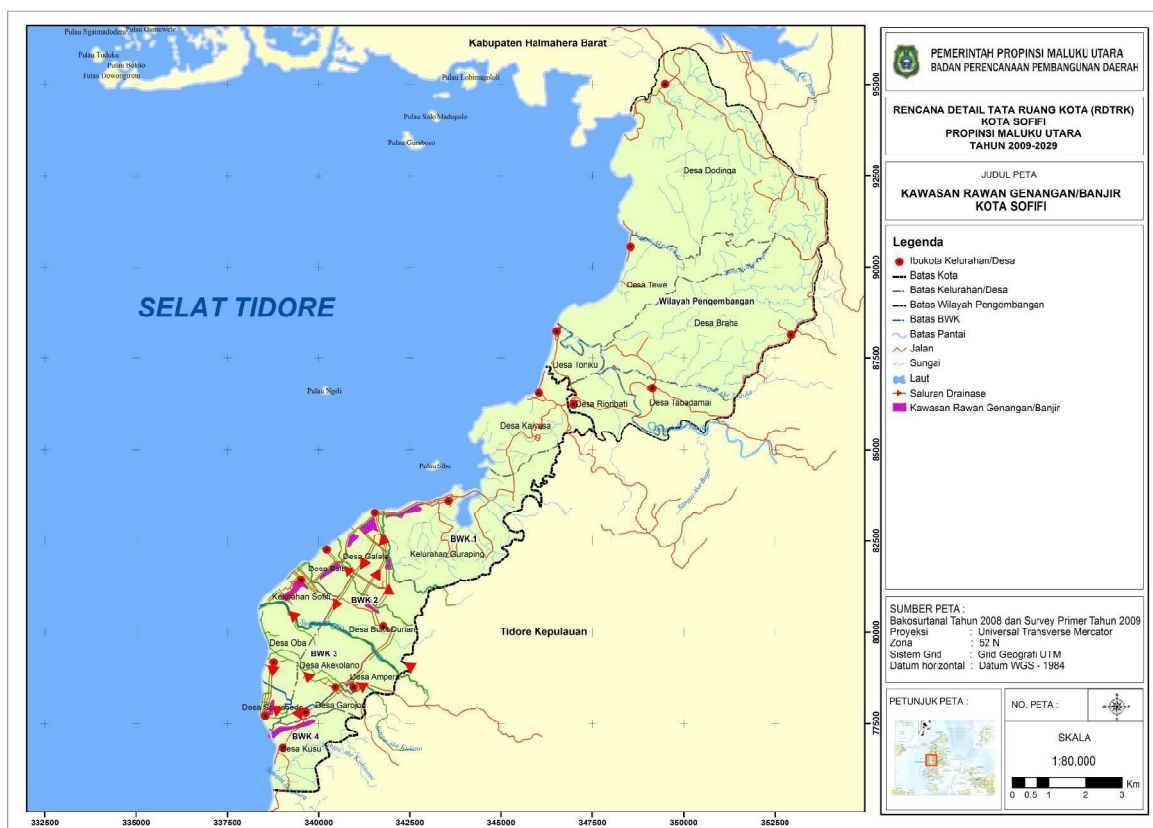 Pulau Ngaimadodera
Pulau Gumewete
Pulau Tuduku
Pulau Bololo
Pulau Dowongirotu
Kabupaten Halmahera Barat
Pulau Lobimagololi
Pulau Solo Madopolo
Pulau Guraboso
Desa Dodinga
SELAT TIDORE
Desa Tewe
Wilayah Pengembangan
Desa Braha
Desa Toniku
Pulau Ngeli
Desa Rioribati
Desa Tabadamai
Desa Kaiyasa
Pulau Sibu
BWK 1
Kelurahan Guraping
Desa Galala
Kelurahan Sofifi
BWK 2
Tidore Kepulauan
Desa Oba
BWK 3
Desa Akekolano
Desa Ampera
Desa Garojou
BWK 4
Desa Kusu
332500
335000
337500
340000
342500
345000
347500
350000
352500
95000
92500
90000
87500
85000
82500
80000
77500
PEMERINTAH PROPINSI MALUKU UTARA
BADAN PERENCANAAN PEMBANGUNAN DAERAH
RENCANA DETAIL TATA RUANG KOTA (RDTRK)
KOTA SOFIFI
PROPINSI MALUKU UTARA
TAHUN 2009-2029
JUDUL PETA
KAWASAN RAWAN GENANGAN/BANJIR
KOTA SOFIFI
Legenda
Ibukota Kelurahan/Desa
Batas Kota
Batas Kelurahan/Desa
Batas Wilayah Pengembangan
Batas BWK
Batas Pantai
Jalan
Sungai
Laut
Saluran Drainase
Kawasan Rawan Genangan/Banjir
SUMBER PETA :
Bakosurtanal Tahun 2008 dan Survey Primer Tahun 2009
Proyeksi : Universal Transverse Mercator
Zona : 52 N
Sistem Grid : Grid Geografi UTM
Datum horizontal : Datum WGS - 1984
PETUNJUK PETA :
NO. PETA :
SKALA
1:80.000
0 0.5 1 2 3 Km